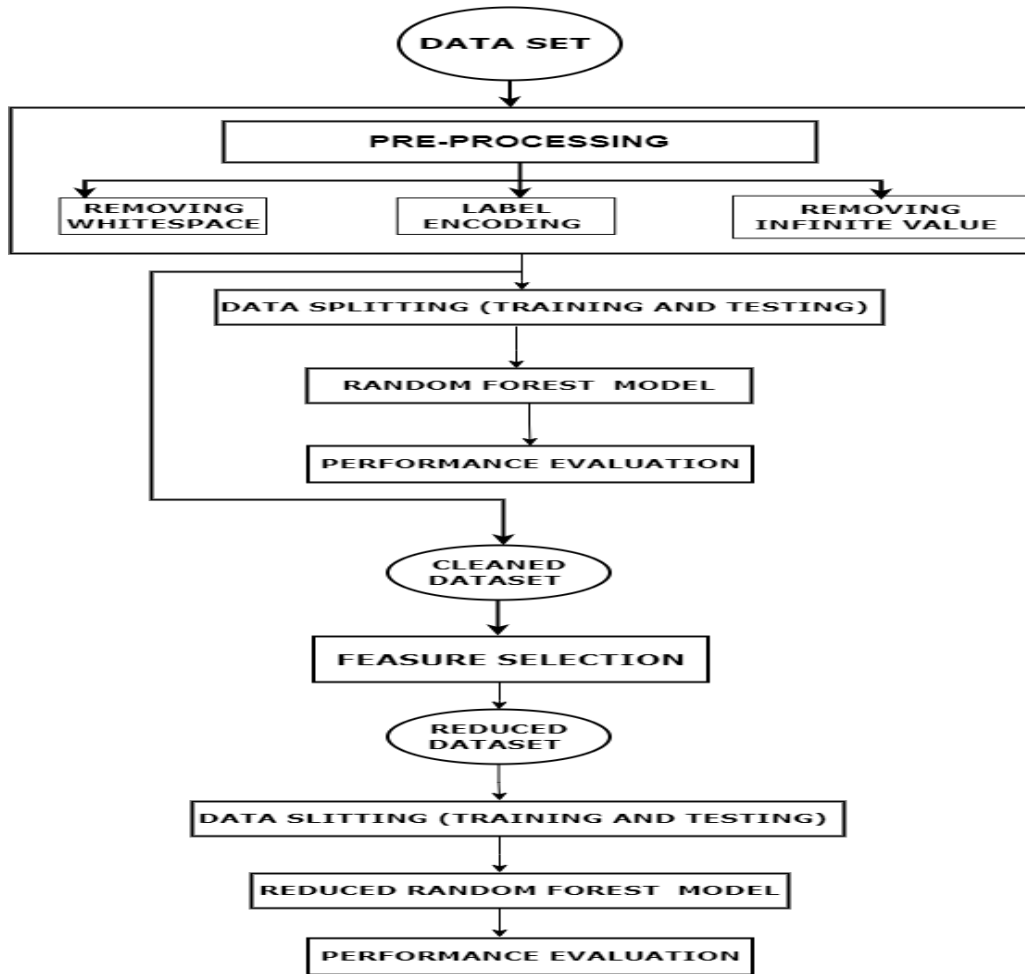 DATA SET
PRE-PROCESSING
REMOVING
WHITESPACE
LABEL
ENCODING
REMOVING
INFINITE VALUE
DATA SPLITTING (TRAINING AND TESTING)
RANDOM FOREST MODEL
PERFORMANCE EVALUATION
CLEANED
DATASET
FEASURE SELECTION
REDUCED
DATASET
DATA SLITTING (TRAINING AND TESTING)
REDUCED RANDOM FOREST MODEL
PERFORMANCE EVALUATION